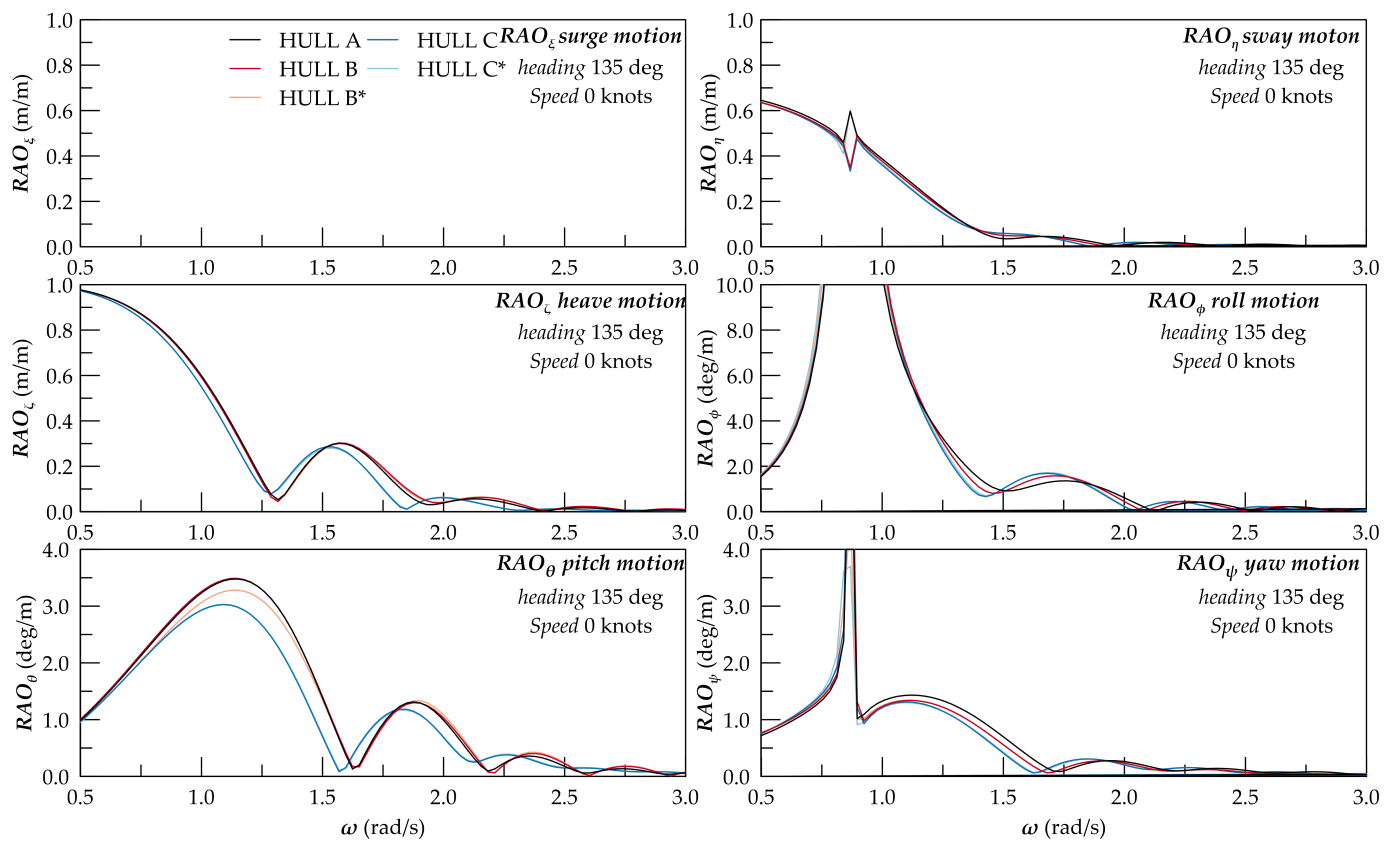 HULL A
HULL B
HULL B*
HULL C
HULL C*
RAOξ surge motion
heading 135 deg
Speed 0 knots
RAOξ (m/m)
1.0
0.8
0.6
0.4
0.2
0.0
0.5 1.0 1.5 2.0 2.5 3.0
RAOη sway moton
heading 135 deg
Speed 0 knots
RAOη (m/m)
1.0
0.8
0.6
0.4
0.2
0.0
0.5 1.0 1.5 2.0 2.5 3.0
RAOζ heave motion
heading 135 deg
Speed 0 knots
RAOζ (m/m)
1.0
0.8
0.6
0.4
0.2
0.0
0.5 1.0 1.5 2.0 2.5 3.0
RAOϕ roll motion
heading 135 deg
Speed 0 knots
RAOϕ (deg/m)
10.0
8.0
6.0
4.0
2.0
0.0
0.5 1.0 1.5 2.0 2.5 3.0
RAOθ pitch motion
heading 135 deg
Speed 0 knots
RAOθ (deg/m)
4.0
3.0
2.0
1.0
0.0
0.5 1.0 1.5 2.0 2.5 3.0
ω (rad/s)
RAOψ yaw motion
heading 135 deg
Speed 0 knots
RAOψ (deg/m)
4.0
3.0
2.0
1.0
0.0
0.5 1.0 1.5 2.0 2.5 3.0
ω (rad/s)